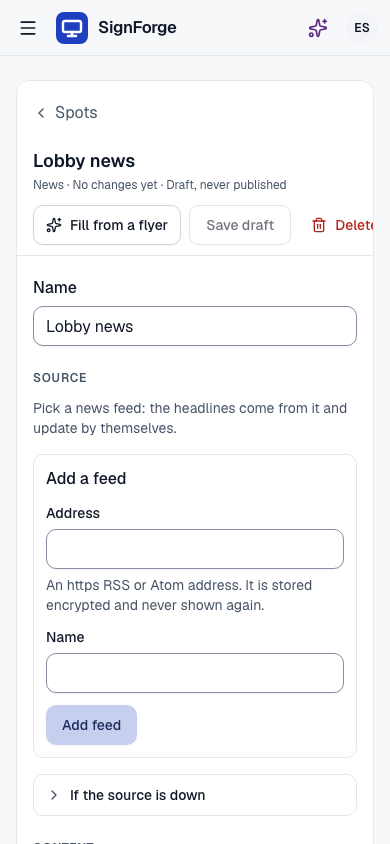 SignForge
ES
Spots
Lobby news
News · No changes yet · Draft, never published
Fill from a flyer
Save draft
Delete
Name
Lobby news
SOURCE
Pick a news feed: the headlines come from it and
update by themselves.
Add a feed
Address
An https RSS or Atom address. It is stored
encrypted and never shown again.
Name
Add feed
If the source is down